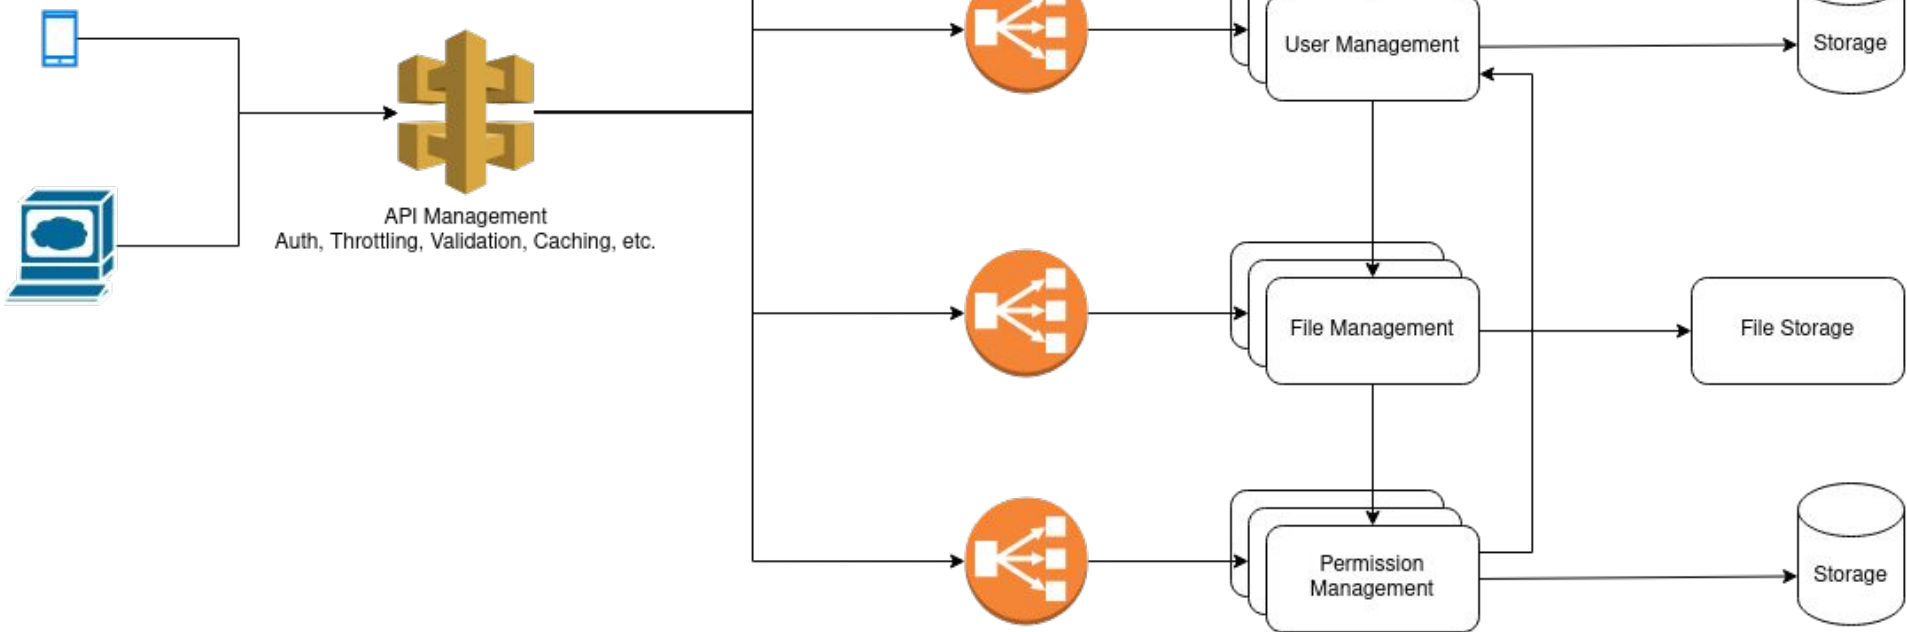 User Management
Storage
API Management
Auth, Throttling, Validation, Caching, etc.
File Management
File Storage
Permission
Management
Storage